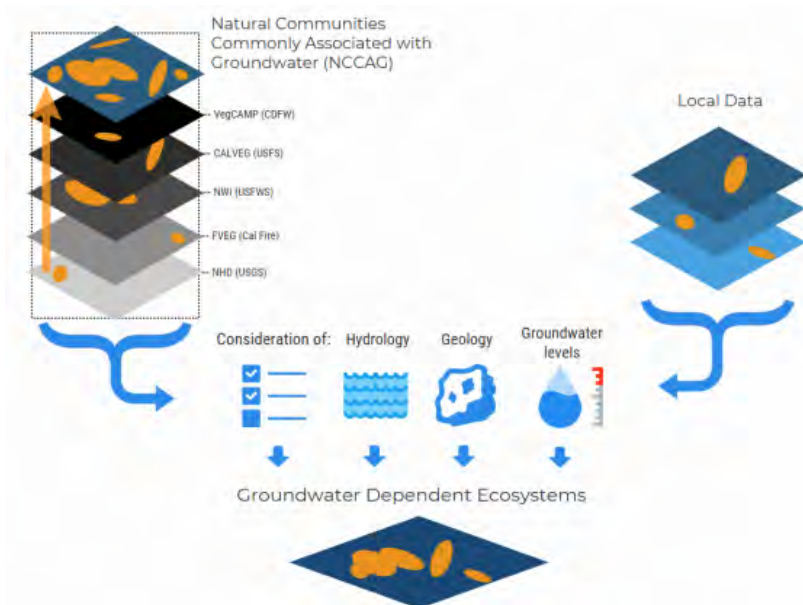 Natural Communities
Commonly Associated with
Groundwater (NCCAG)
VegCAMP (CDFW)
CALVEG (USFS)
NWI (USFWS)
FVEG (Cal Fire)
NHD (USGS)
Local Data
Consideration of:
Hydrology
Geology
Groundwater
levels
Groundwater Dependent Ecosystems